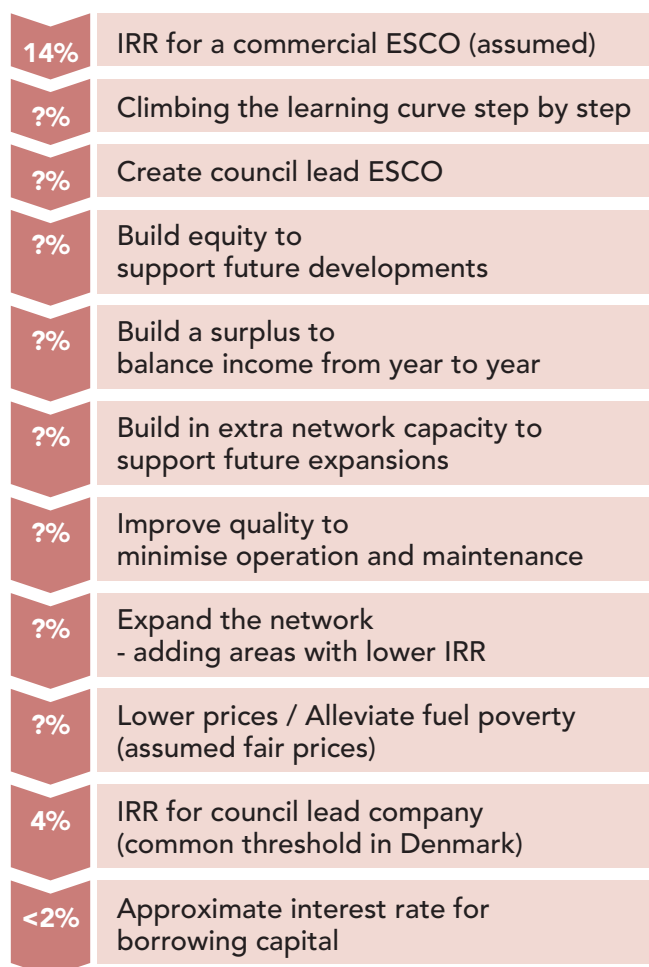 14% IRR for a commercial ESCO (assumed)
?% Climbing the learning curve step by step
?% Create council lead ESCO
?% Build equity to
support future developments
?% Build a surplus to
balance income from year to year
?% Build in extra network capacity to
support future expansions
?% Improve quality to
minimise operation and maintenance
?% Expand the network
- adding areas with lower IRR
?% Lower prices / Alleviate fuel poverty
(assumed fair prices)
4% IRR for council lead company
(common threshold in Denmark)
<2% Approximate interest rate for
borrowing capital